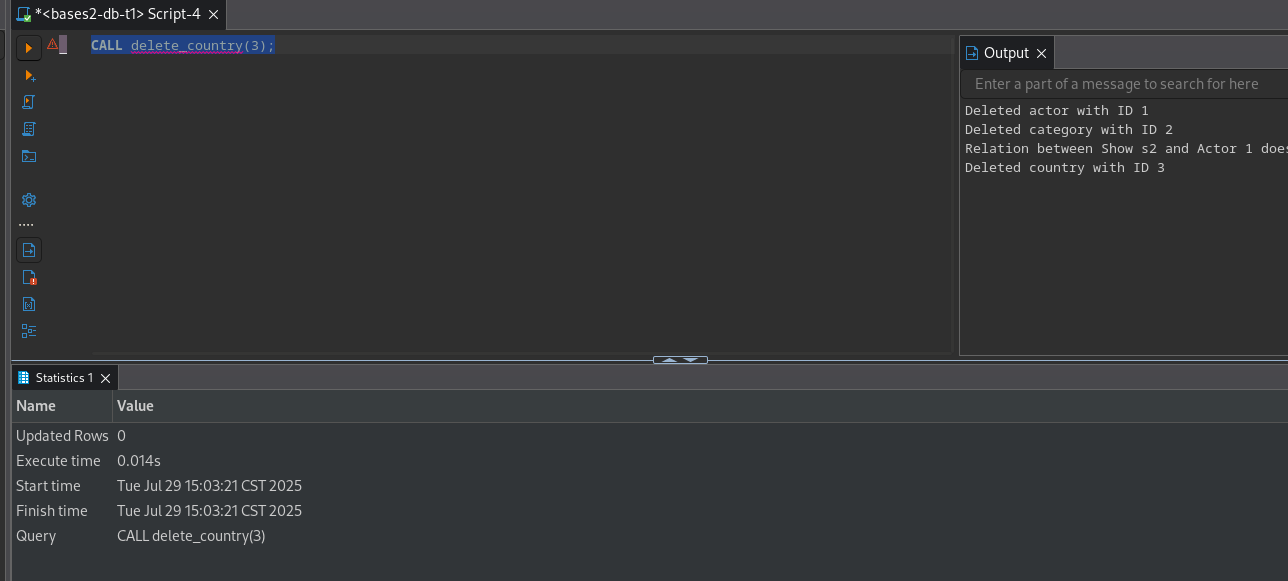 *<bases2-db-t1> Script-4
CALL delete_country(3);
Output
Enter a part of a message to search for here
Deleted actor with ID 1
Deleted category with ID 2
Relation between Show s2 and Actor 1 does
Deleted country with ID 3
Statistics 1
Name Value
Updated Rows 0
Execute time 0.014s
Start time Tue Jul 29 15:03:21 CST 2025
Finish time Tue Jul 29 15:03:21 CST 2025
Query CALL delete_country(3)